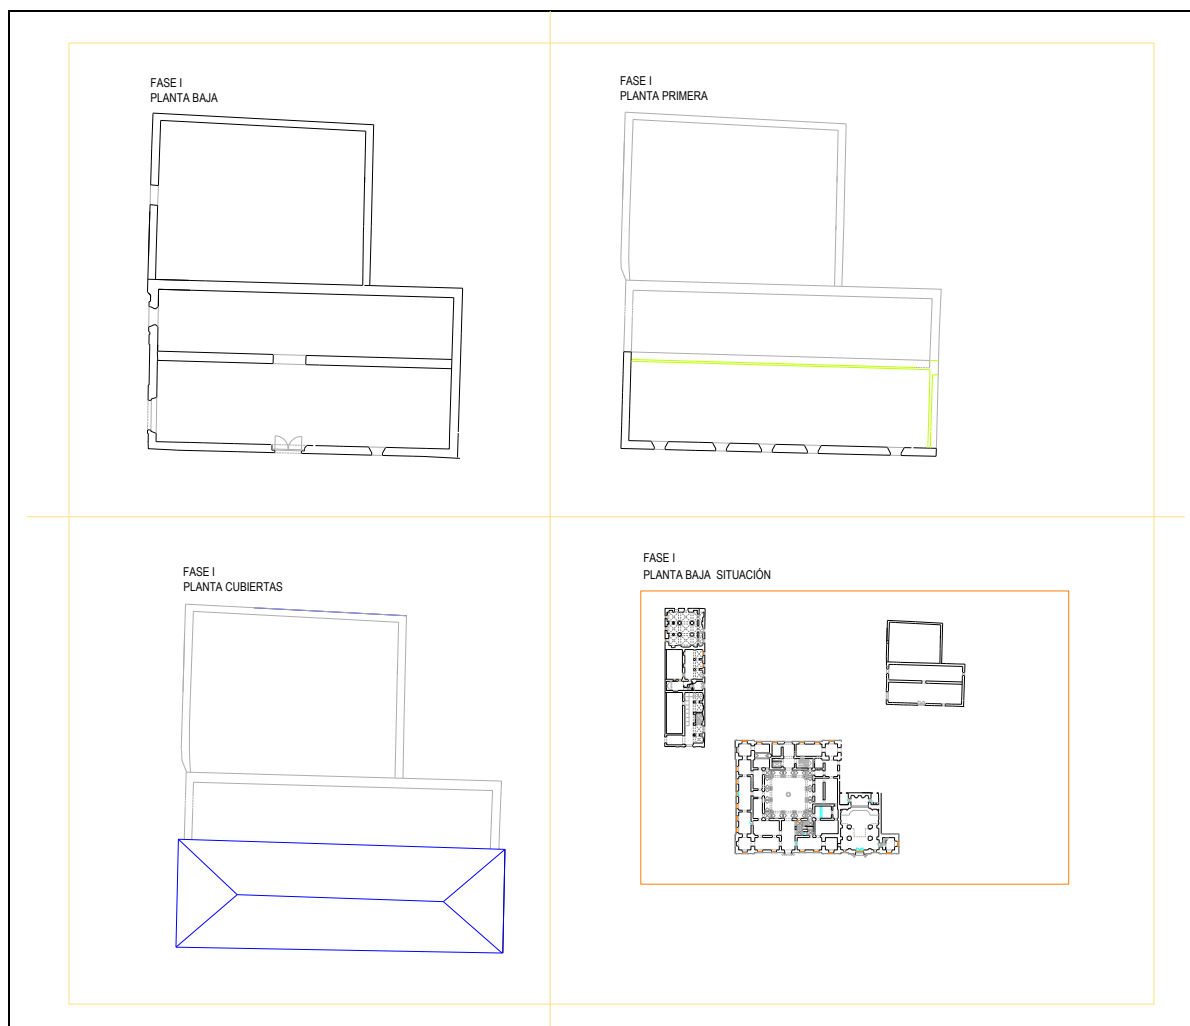 FASE I
PLANTA BAJA
FASE I
PLANTA PRIMERA
FASE I
PLANTA CUBIERTAS
FASE I
PLANTA BAJA SITUACIÓN